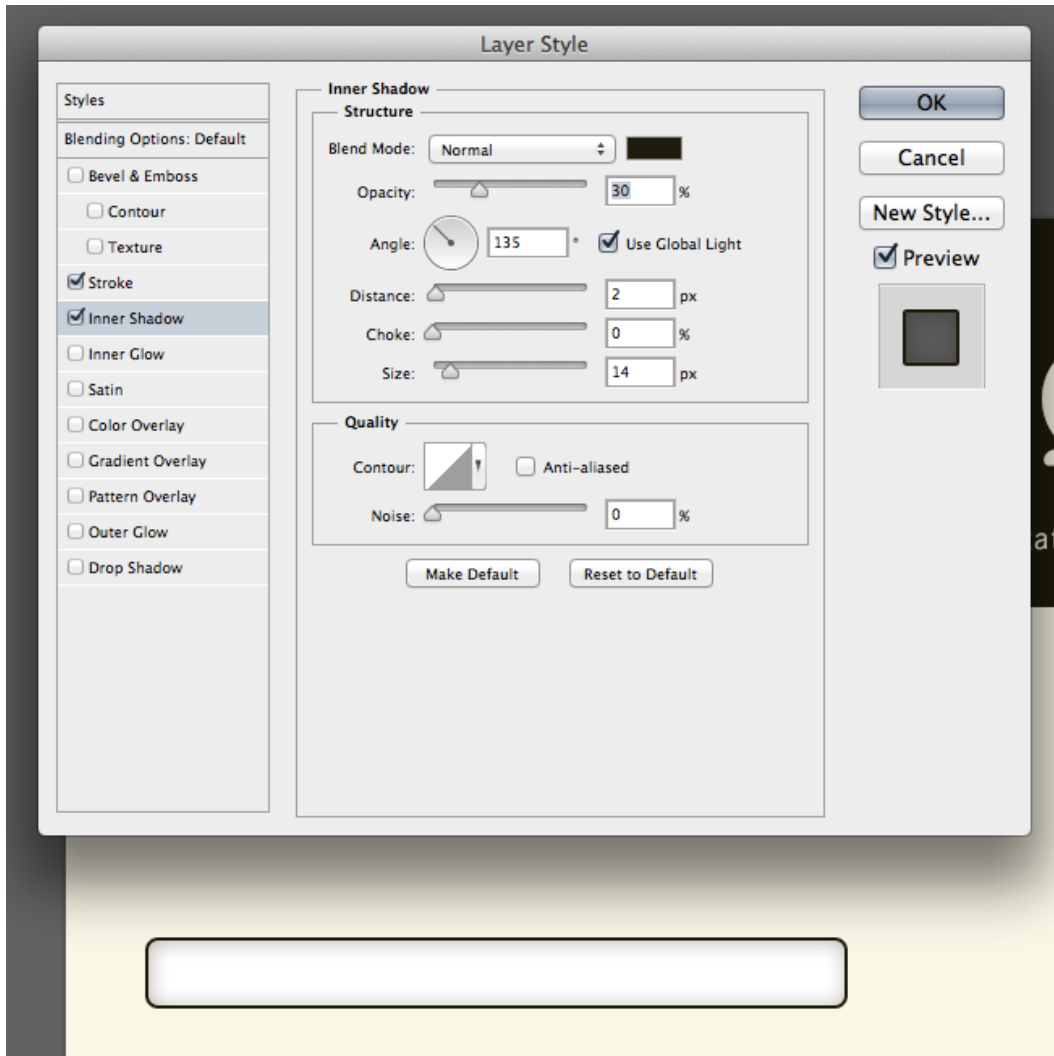 Layer Style
Styles
Blending Options: Default
Bevel & Emboss
Contour
Texture
Stroke
Inner Shadow
Inner Glow
Satin
Color Overlay
Gradient Overlay
Pattern Overlay
Outer Glow
Drop Shadow
Inner Shadow
Structure
Blend Mode: Normal
Opacity: 30 %
Angle: 135 ° Use Global Light
Distance: 2 px
Choke: 0 %
Size: 14 px
Quality
Contour: Anti-aliased
Noise: 0 %
Make Default Reset to Default
OK
Cancel
New Style...
Preview